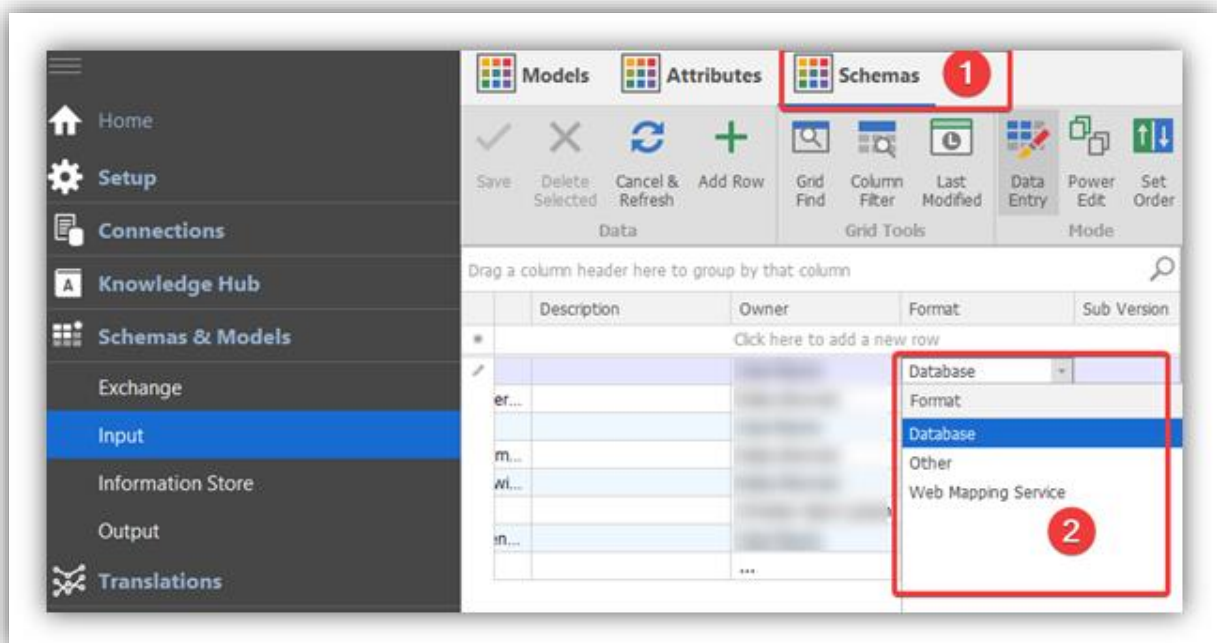 Models Attributes Schemas 1
Home
Setup
Connections
Knowledge Hub
Schemas & Models
Exchange
Input
Information Store
Output
Translations
Save Delete Selected Cancel & Refresh Add Row Grid Find Column Filter Last Modified Data Entry Power Edit Set Order
Data Grid Tools Mode
Drag a column header here to group by that column
Description Owner Format Sub Version
Click here to add a new row
Database
er... Format
Database
m... Other
wi... Web Mapping Service
2
en...
...